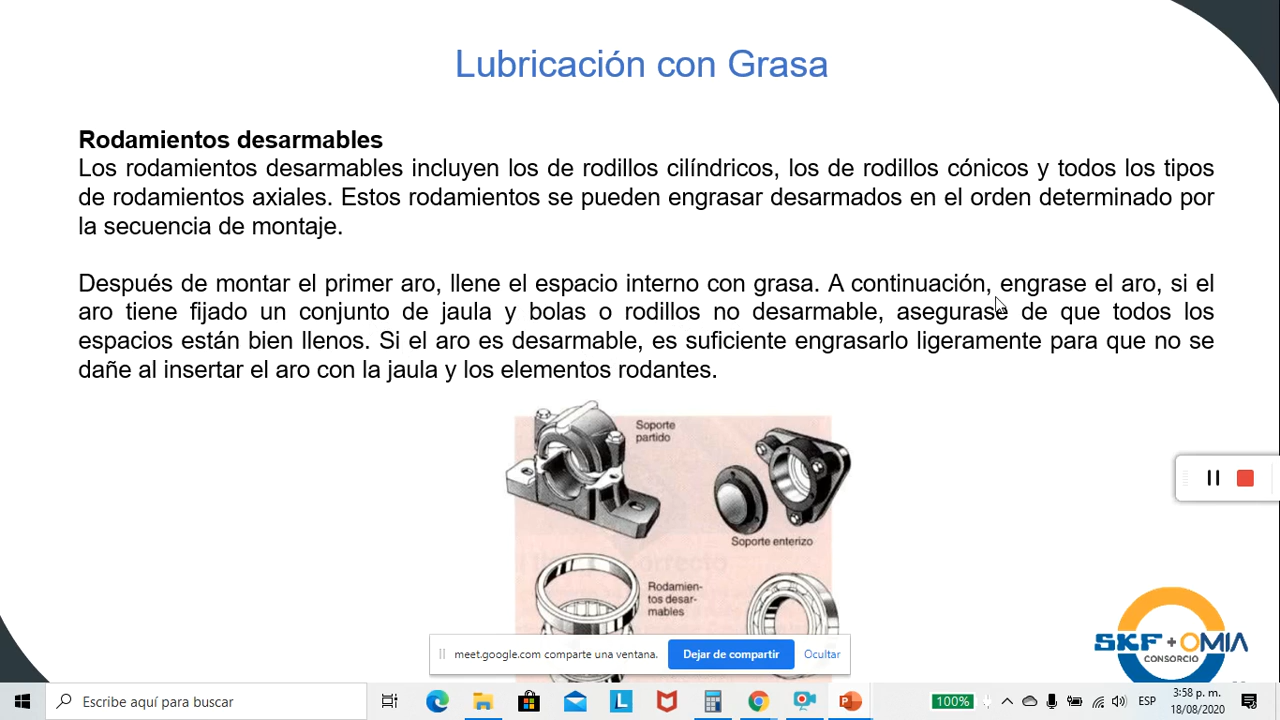 Lubricación con Grasa
Rodamientos desarmables
Los rodamientos desarmables incluyen los de rodillos cilíndricos, los de rodillos cónicos y todos los tipos
de rodamientos axiales. Estos rodamientos se pueden engrasar desarmados en el orden determinado por
la secuencia de montaje.
Después de montar el primer aro, llene el espacio interno con grasa. A continuación, engrase el aro, si el
aro tiene fijado un conjunto de jaula y bolas o rodillos no desarmable, asegurase de que todos los
espacios están bien llenos. Si el aro es desarmable, es suficiente engrasarlo ligeramente para que no se
dañe al insertar el aro con la jaula y los elementos rodantes.
Soporte
partido
Soporte enterizo
Rodamien-
tos desar-
mables
SKF + OMIA
CONSORCIO
meet.google.com comparte una ventana.
Dejar de compartir
Ocultar
Escribe aquí para buscar
100%
ESP
3:58 p. m.
18/08/2020